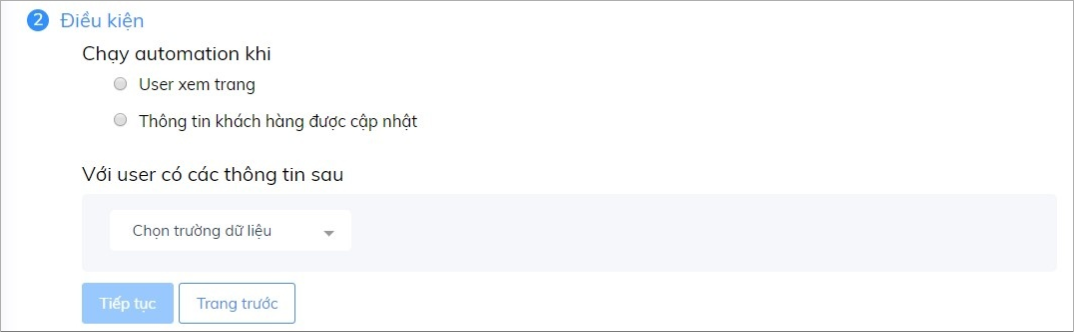 2 Điều kiện
Chạy automation khi
User xem trang
Thông tin khách hàng được cập nhật
Với user có các thông tin sau
Chọn trường dữ liệu
Tiếp tục Trang trước